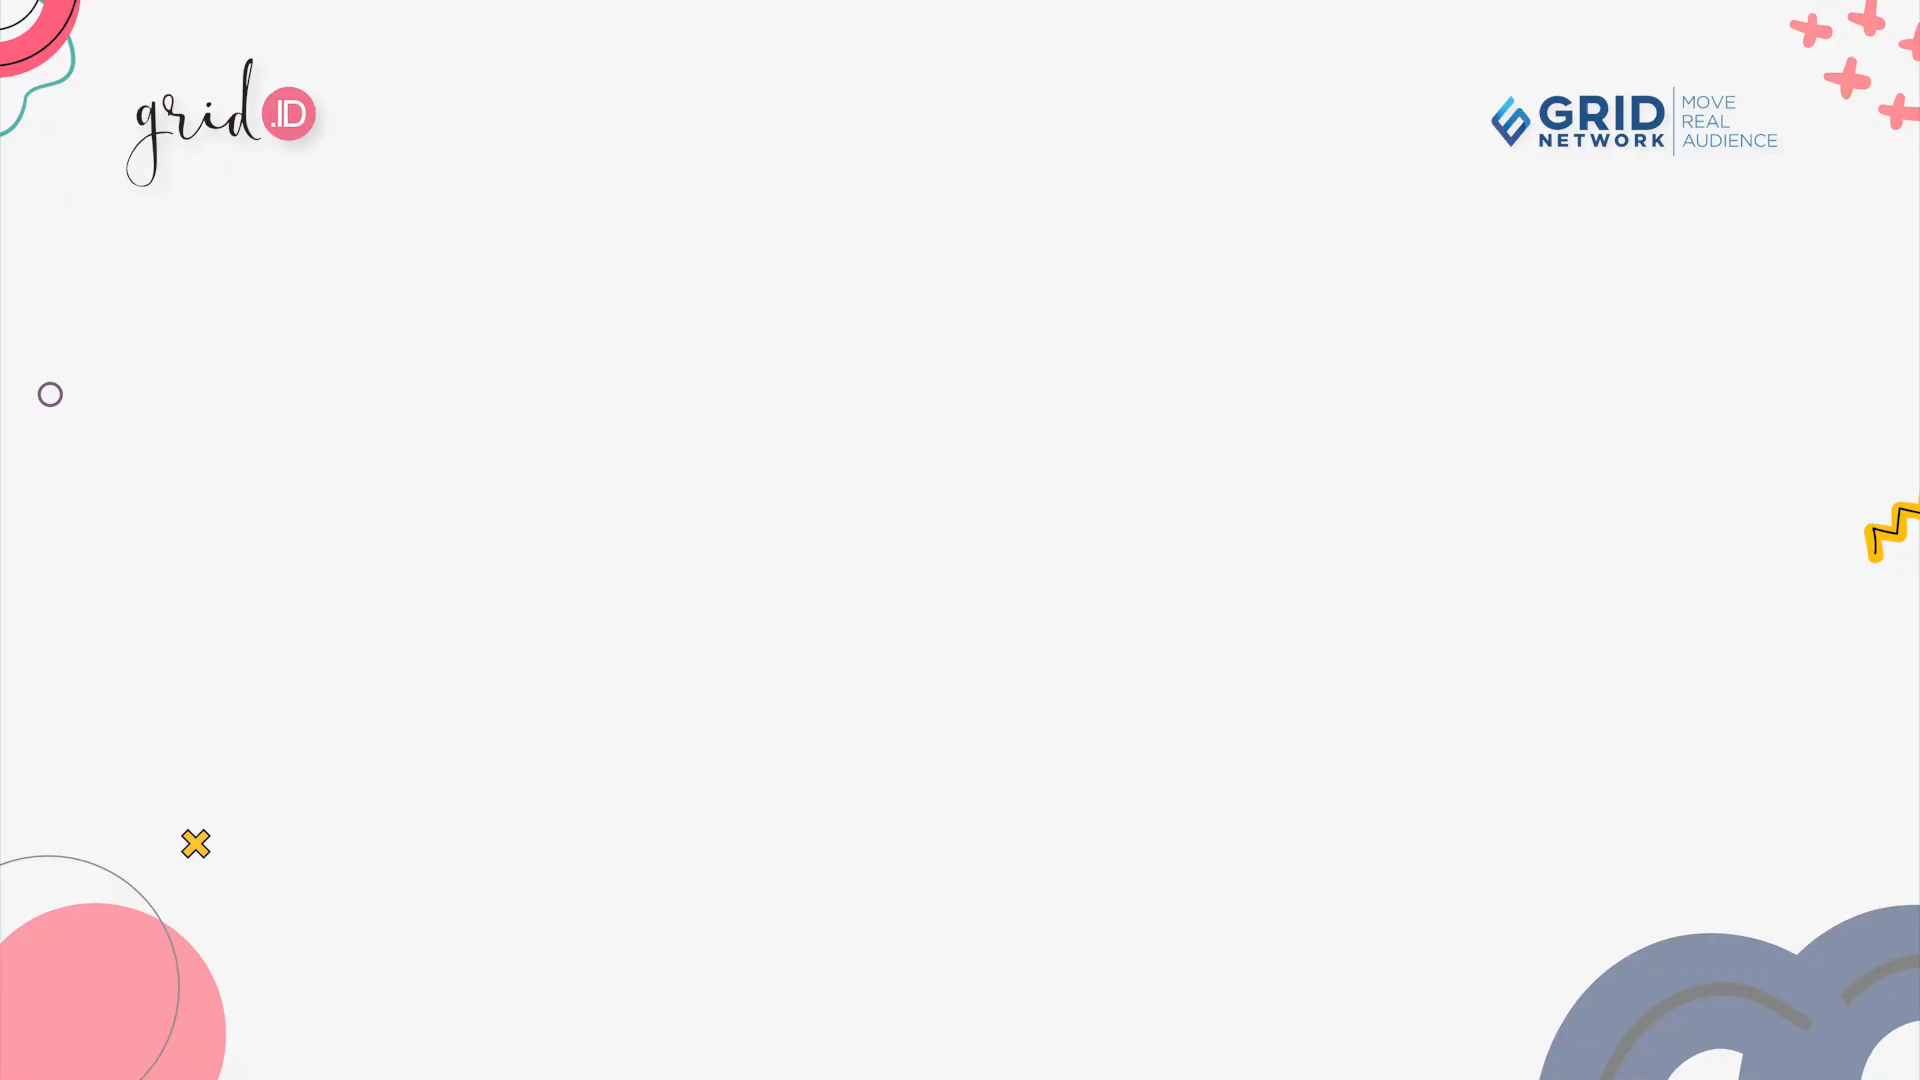 grid .ID
GRID
NETWORK
MOVE
REAL
AUDIENCE